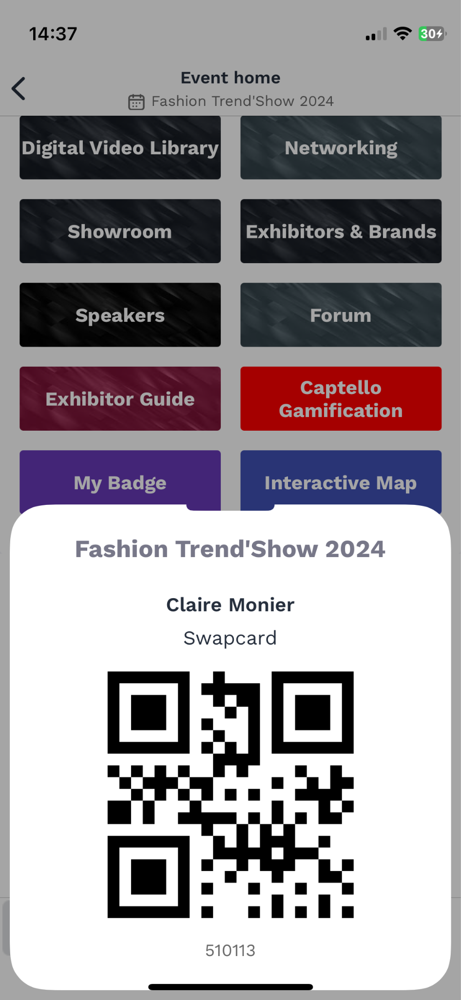 14:37
30
Event home
Fashion Trend'Show 2024
Digital Video Library
Networking
Showroom
Exhibitors & Brands
Speakers
Forum
Exhibitor Guide
Captello
Gamification
My Badge
Interactive Map
Fashion Trend'Show 2024
Claire Monier
Swapcard
510113